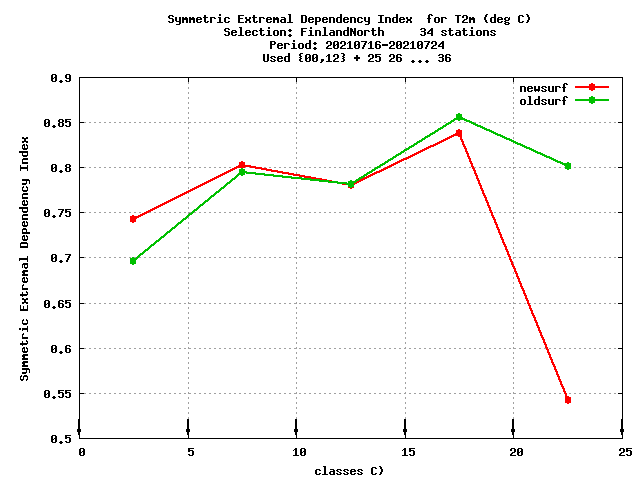 Symmetric Extremal Dependency Index  for T2m (deg C)
Selection: FinlandNorth     34 stations
Period: 20210716-20210724
Used {00,12} + 25 26 ... 36
newsurf
oldsurf
0.9
0.85
0.8
0.75
0.7
0.65
0.6
0.55
0.5
Symmetric Extremal Dependency Index
0 5 10 15 20 25
classes C)